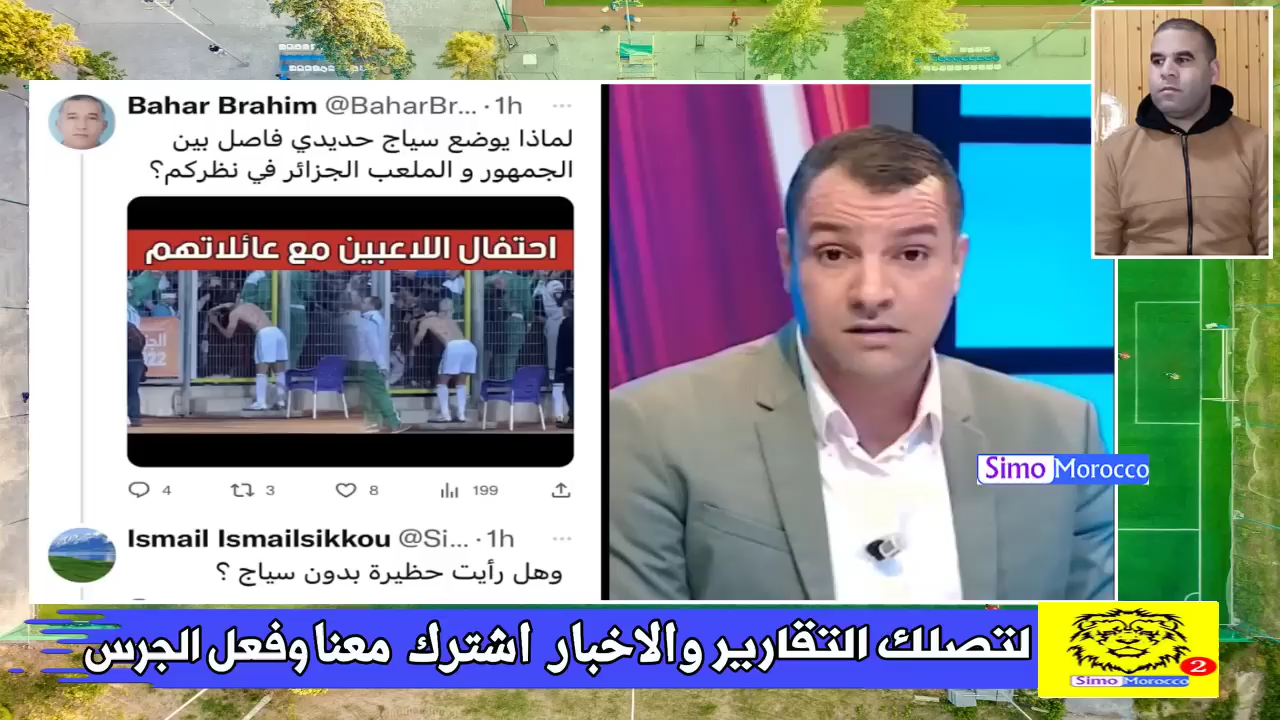 Bahar Brahim @BaharBr... · 1h
لماذا يوضع سياج حديدي فاصل بين
الجمهور و الملعب الجزائر في نظركم؟
احتفال اللاعبين مع عائلاتهم
4 3 8 199
Ismail Ismailsikkou @Si... · 1h
وهل رأيت حظيرة بدون سياج ؟
Simo Morocco
لتصلك التقارير والاخبار اشترك معنا وفعل الجرس
2
Simo Morocco